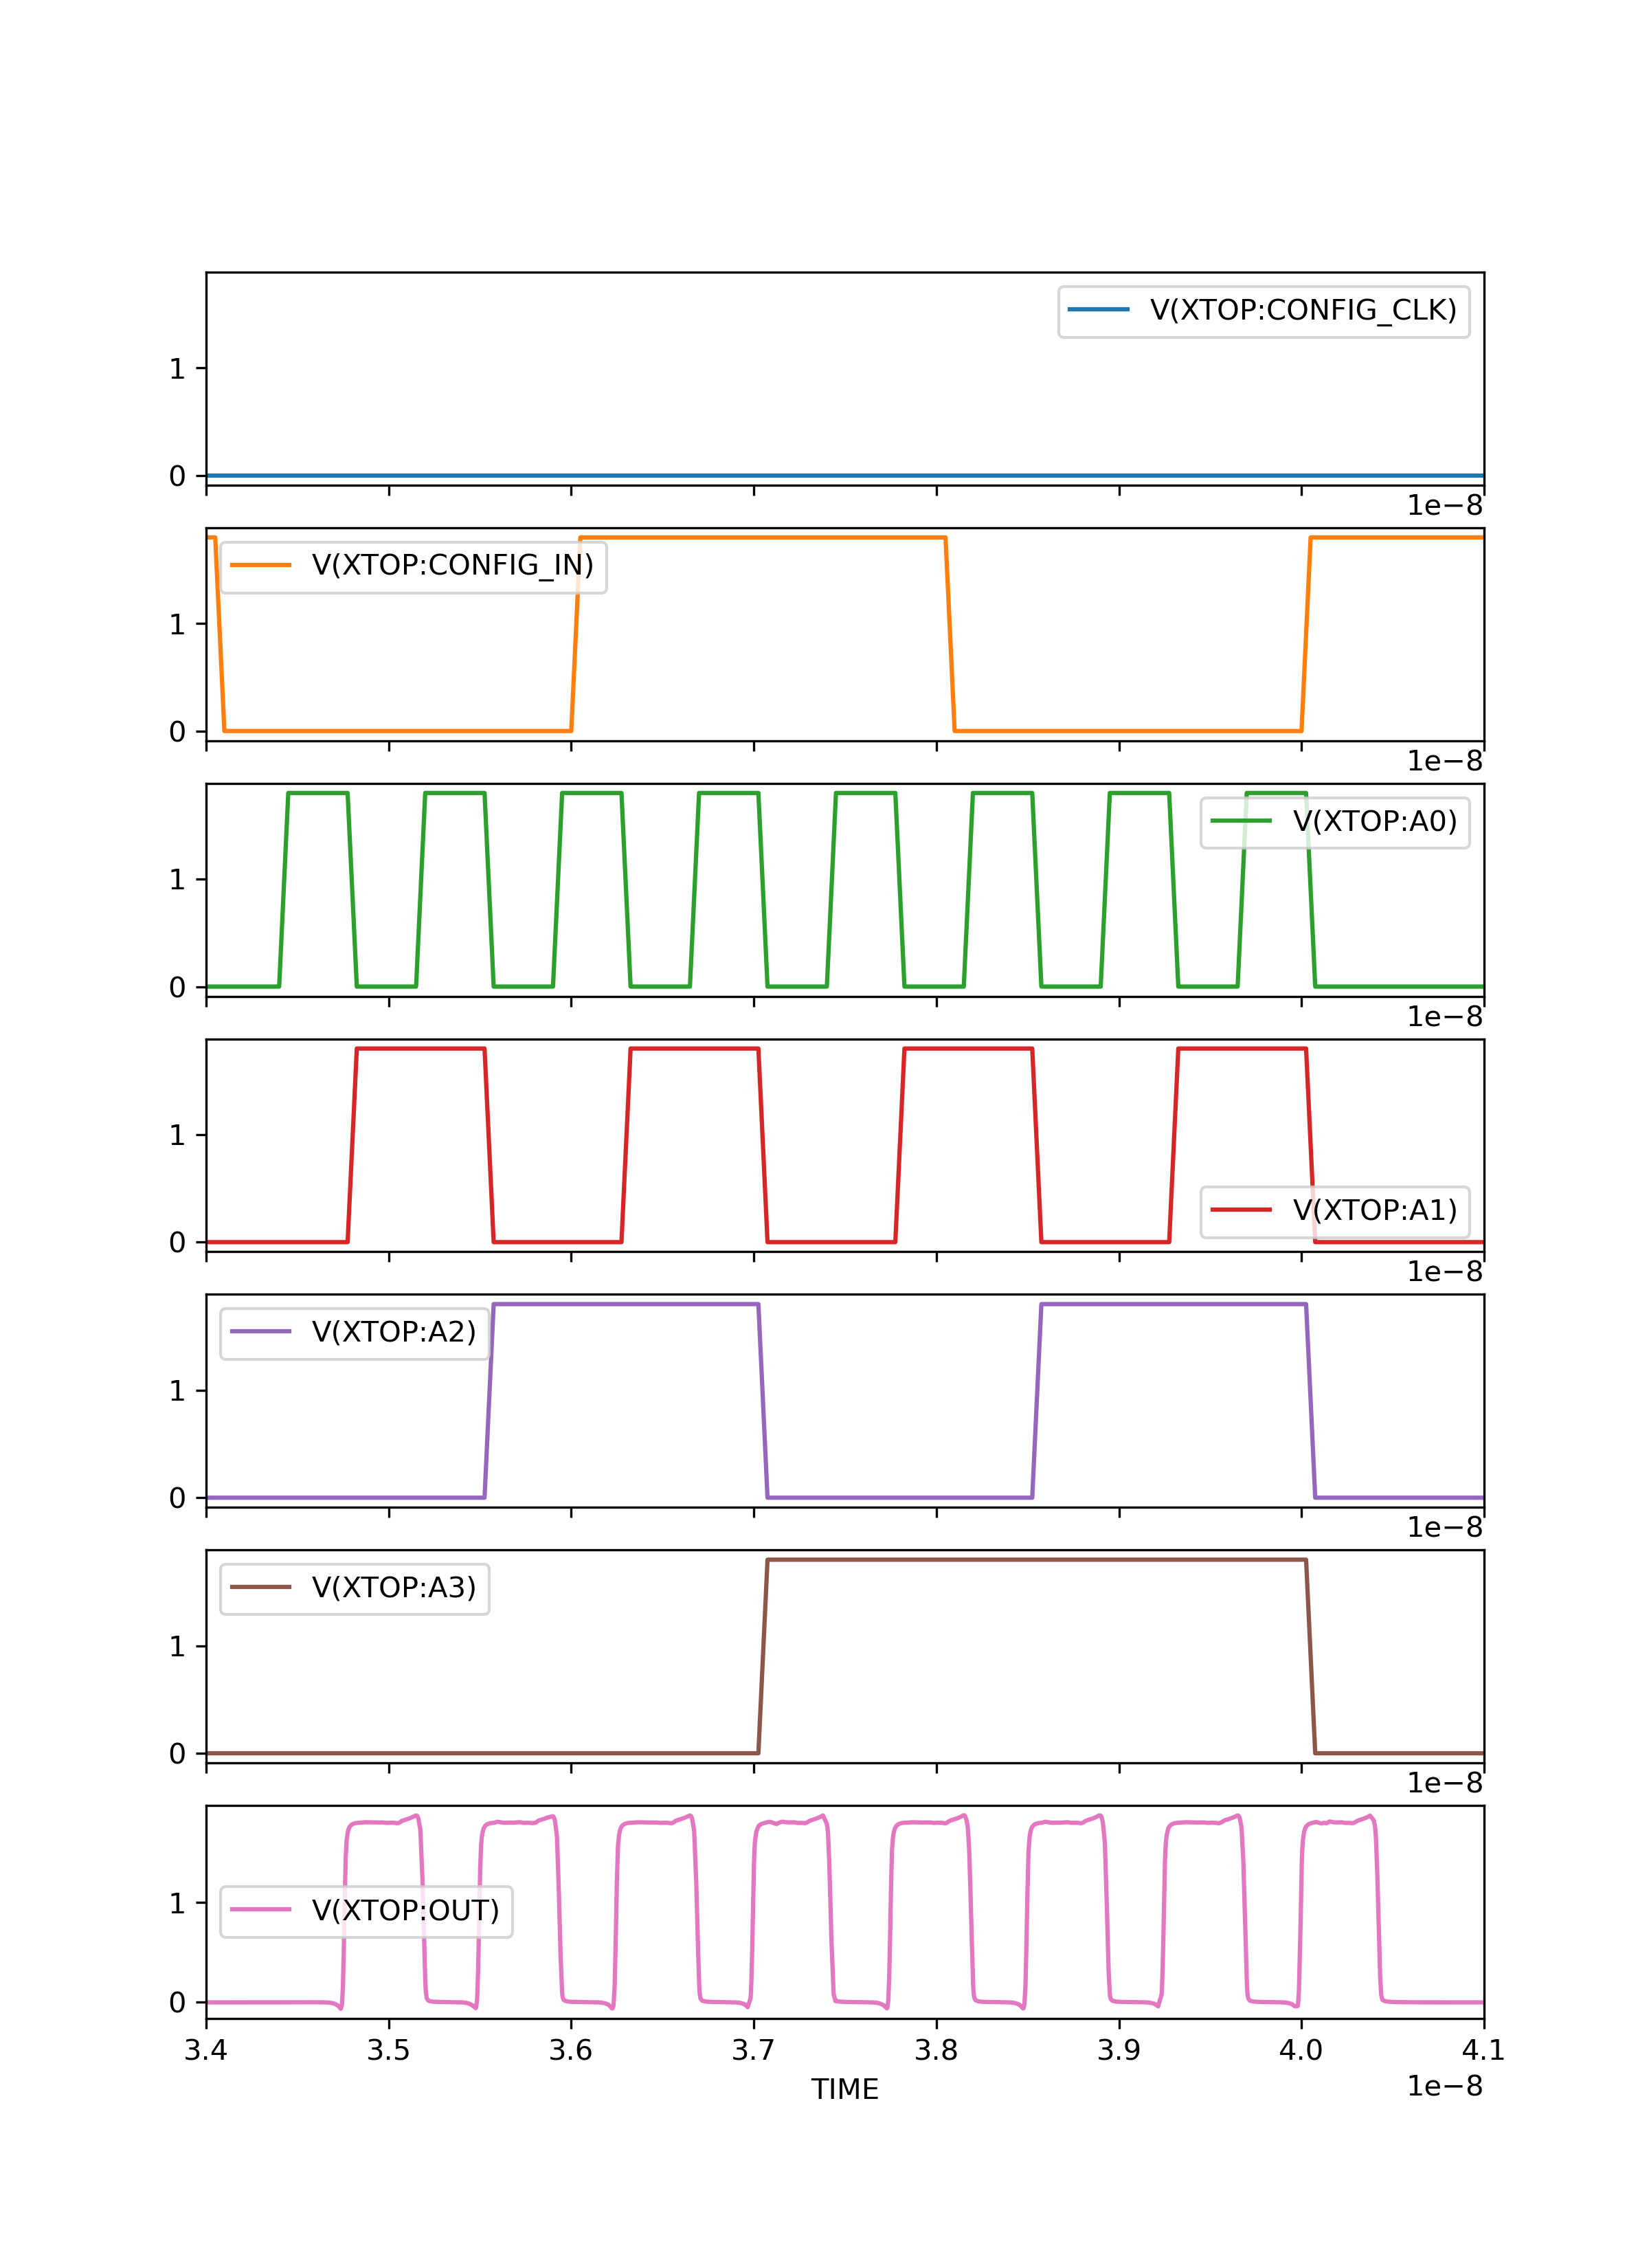 V(XTOP:CONFIG_CLK)
1
0
1e−8
V(XTOP:CONFIG_IN)
1
0
1e−8
V(XTOP:A0)
1
0
1e−8
1
V(XTOP:A1)
0
1e−8
V(XTOP:A2)
1
0
1e−8
V(XTOP:A3)
1
0
1e−8
1
V(XTOP:OUT)
0
3.4 3.5 3.6 3.7 3.8 3.9 4.0 4.1
TIME
1e−8